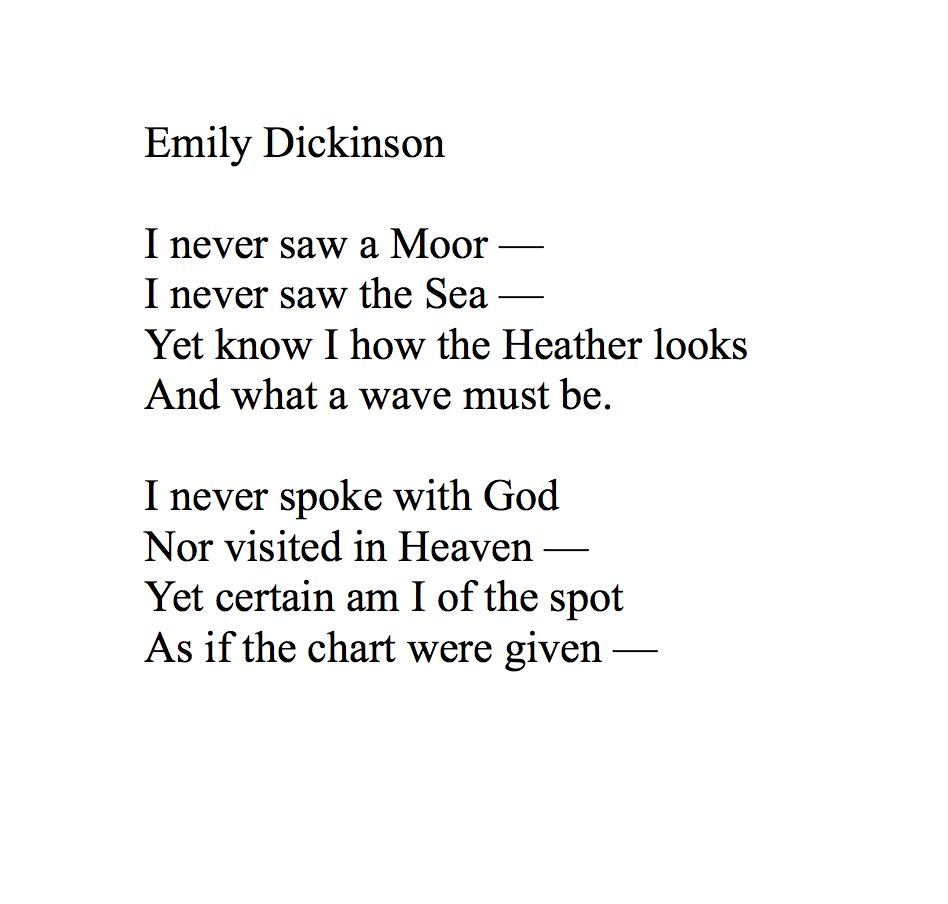 Emily Dickinson
I never saw a Moor —
I never saw the Sea —
Yet know I how the Heather looks
And what a wave must be.
I never spoke with God
Nor visited in Heaven —
Yet certain am I of the spot
As if the chart were given —